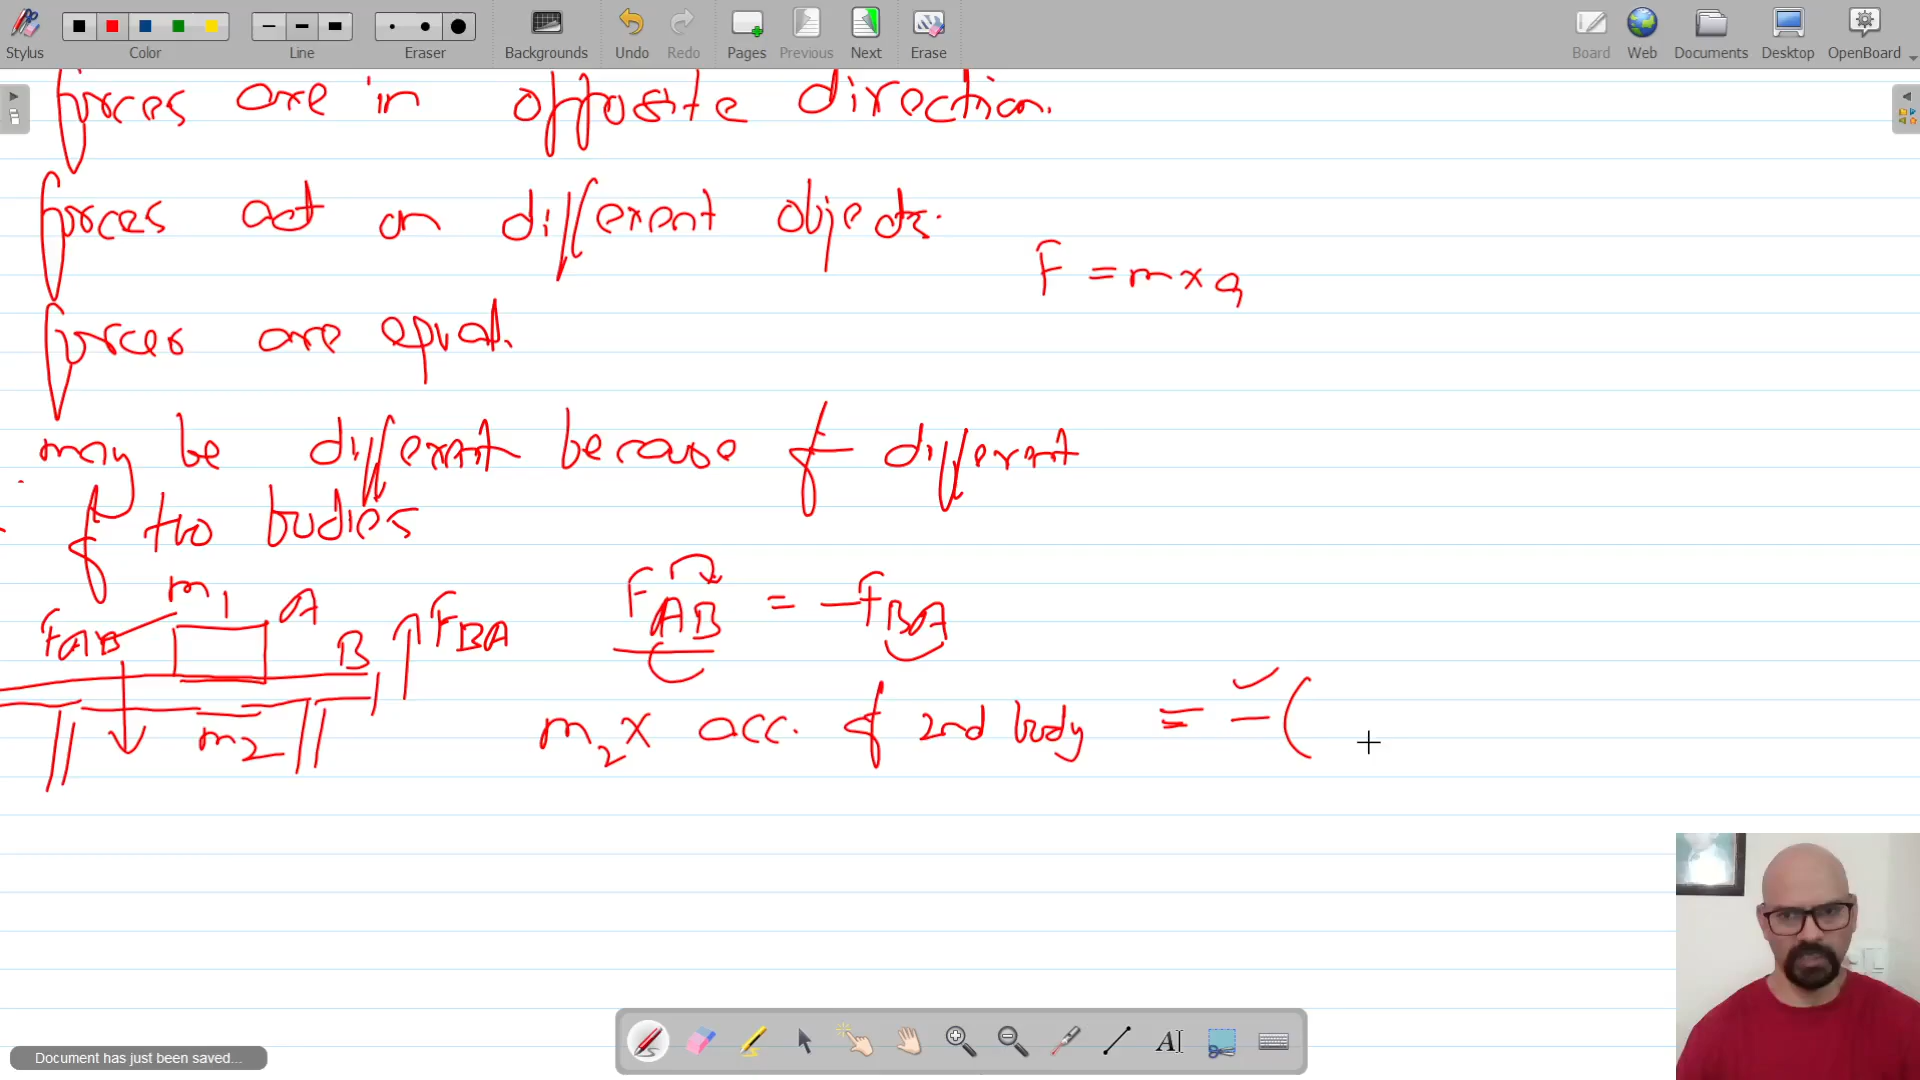 Stylus Color Line Eraser Backgrounds Undo Redo Pages Previous Next Erase Board Web Documents Desktop OpenBoard
forces are in opposite direction.
forces act on different objects.
F = m x a
forces are equal.
may be different because of different
of two bodies
m1 A
FAB B FBA
FAB = -FBA
m2
m2 x acc. of 2nd body = -(
Document has just been saved...